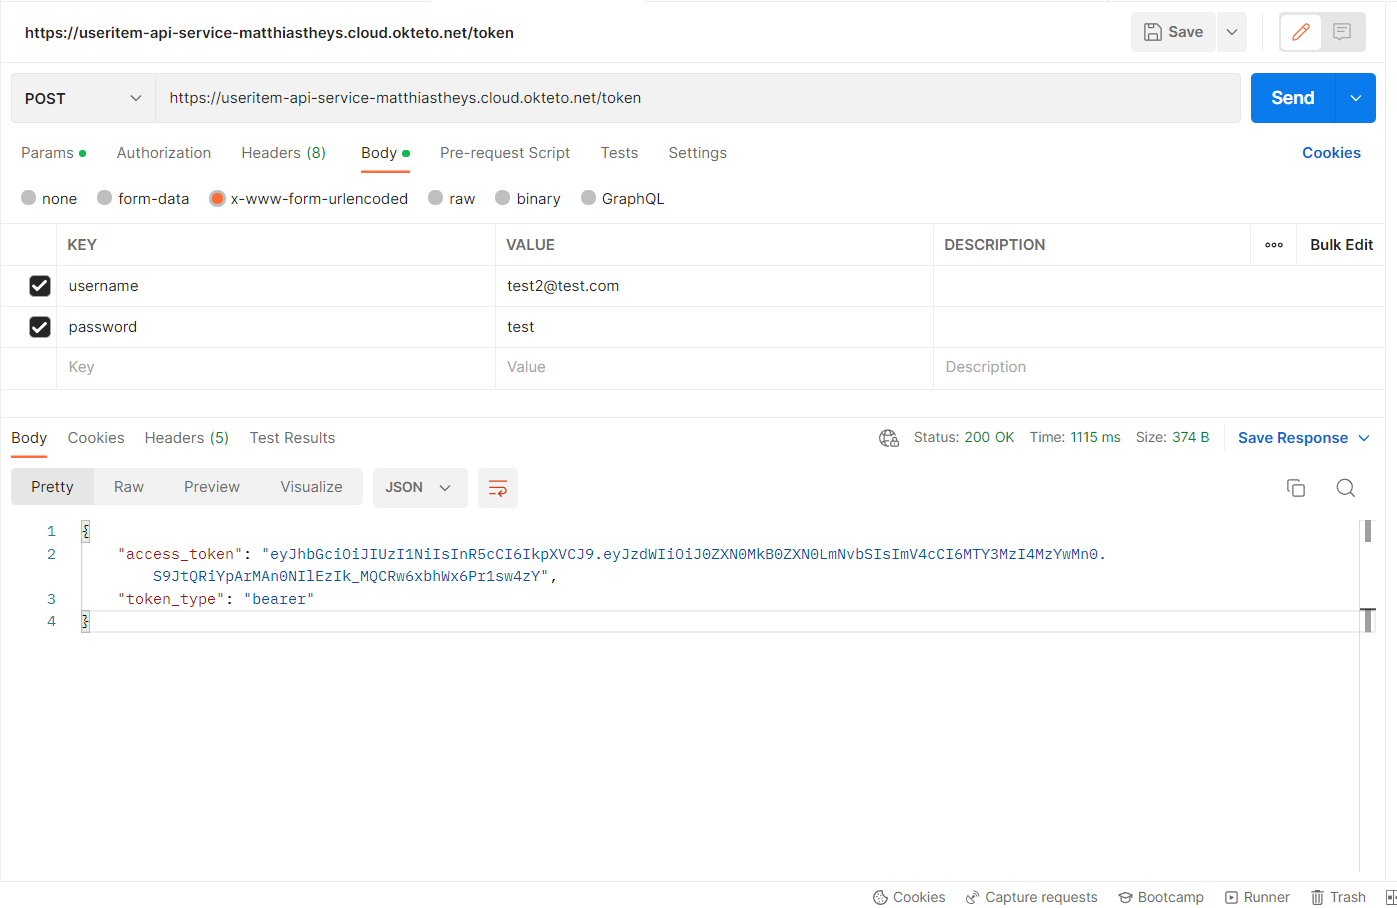 https://useritem-api-service-matthiastheys.cloud.okteto.net/token
Save
POST
https://useritem-api-service-matthiastheys.cloud.okteto.net/token
Send
Params
Authorization
Headers (8)
Body
Pre-request Script
Tests
Settings
Cookies
none
form-data
x-www-form-urlencoded
raw
binary
GraphQL
KEY
VALUE
DESCRIPTION
Bulk Edit
username
test2@test.com
password
test
Key
Value
Description
Body
Cookies
Headers (5)
Test Results
Status: 200 OK
Time: 1115 ms
Size: 374 B
Save Response
Pretty
Raw
Preview
Visualize
JSON
1 {
2 "access_token": "eyJhbGciOiJIUzI1NiIsInR5cCI6IkpXVCJ9.eyJzdWIiOiJ0ZXN0MkB0ZXN0LmNvbSIsImV4cCI6MTY3MzI4MzYwMn0.
S9JtQRiYpArMAn0NIlEzIk_MQCRw6xbhWx6Pr1sw4zY",
3 "token_type": "bearer"
4 }
Cookies
Capture requests
Bootcamp
Runner
Trash